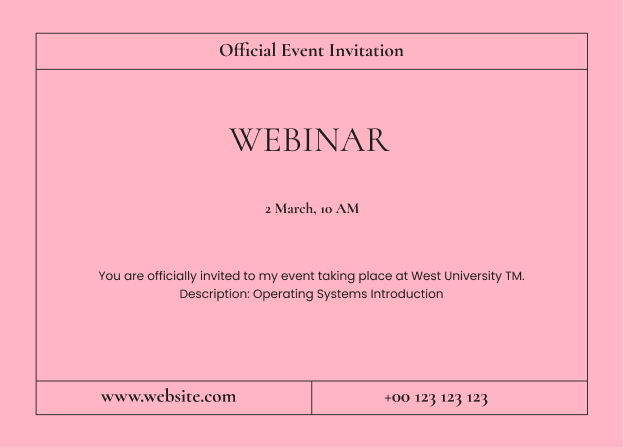 Official Event Invitation
WEBINAR
2 March, 10 AM
You are officially invited to my event taking place at West University TM.
Description: Operating Systems Introduction
www.website.com
+00 123 123 123